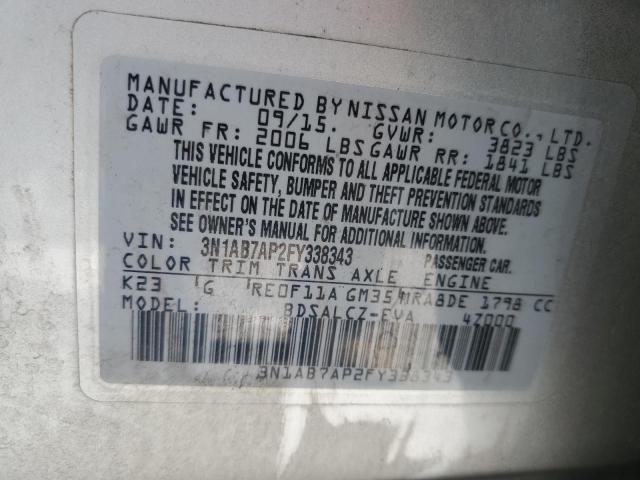 MANUFACTURED BY NISSAN MOTOR CO., LTD.
DATE: 09/15. GVWR: 3823 LBS
GAWR FR: 2006 LBS GAWR RR: 1841 LBS
THIS VEHICLE CONFORMS TO ALL APPLICABLE FEDERAL MOTOR
VEHICLE SAFETY, BUMPER AND THEFT PREVENTION STANDARDS
IN EFFECT ON THE DATE OF MANUFACTURE SHOWN ABOVE.
SEE OWNER'S MANUAL FOR ADDITIONAL INFORMATION.
VIN: 3N1AB7AP2FY338343 PASSENGER CAR.
COLOR TRIM TRANS AXLE ENGINE
K23 G RE0F11A GM35 MRA8DE 1798 CC
MODEL: BDSALCZ-EVA 4Z000
3N1AB7AP2FY338343